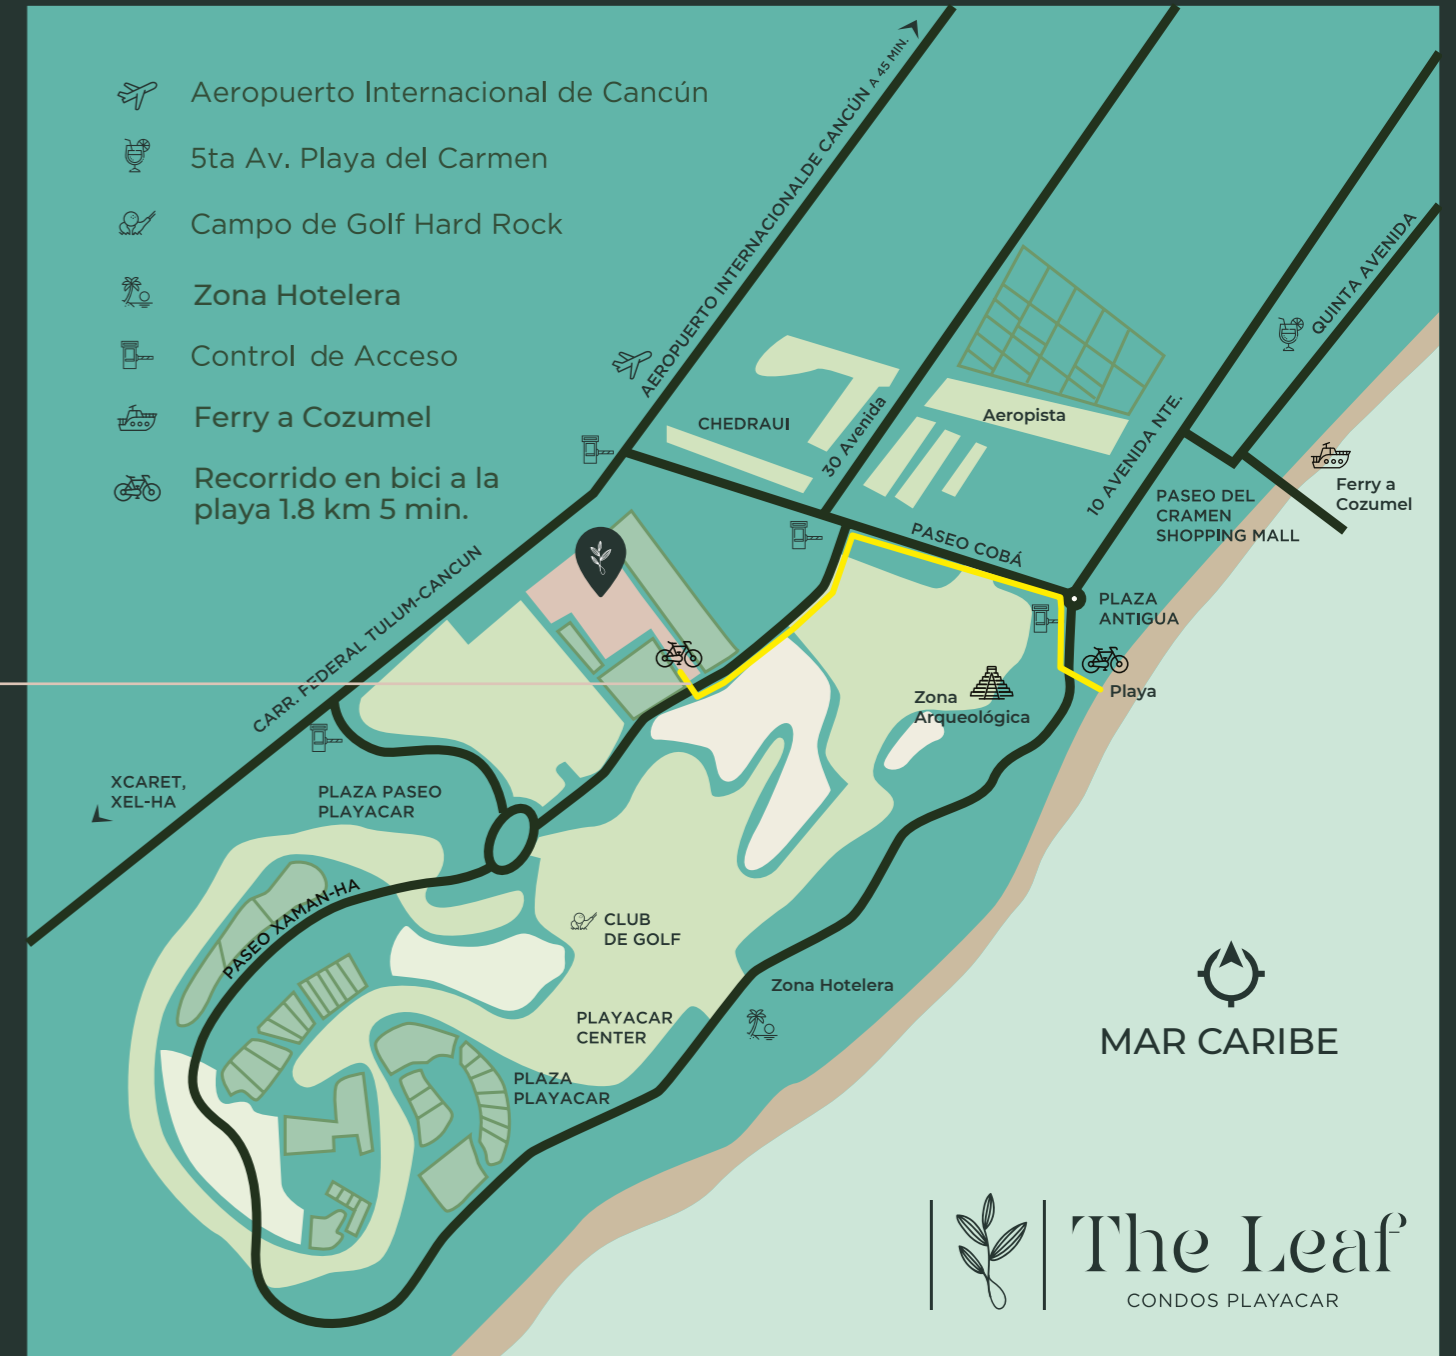 Aeropuerto Internacional de Cancún
5ta Av. Playa del Carmen
Campo de Golf Hard Rock
Zona Hotelera
Control de Acceso
Ferry a Cozumel
Recorrido en bici a la
playa 1.8 km 5 min.
AEROPUERTO INTERNACIONALDE CANCÚN A 45 MIN.
QUINTA AVENIDA
CHEDRAUI
30 Avenida
Aeropista
10 AVENIDA NTE.
Ferry a
Cozumel
PASEO DEL
CRAMEN
SHOPPING MALL
PASEO COBÁ
CARR. FEDERAL TULUM-CANCUN
PLAZA
ANTIGUA
Zona
Arqueológica
Playa
XCARET,
XEL-HA
PLAZA PASEO
PLAYACAR
PASEO XAMAN-HA
CLUB
DE GOLF
Zona Hotelera
PLAYACAR
CENTER
MAR CARIBE
PLAZA
PLAYACAR
The Leaf
CONDOS PLAYACAR